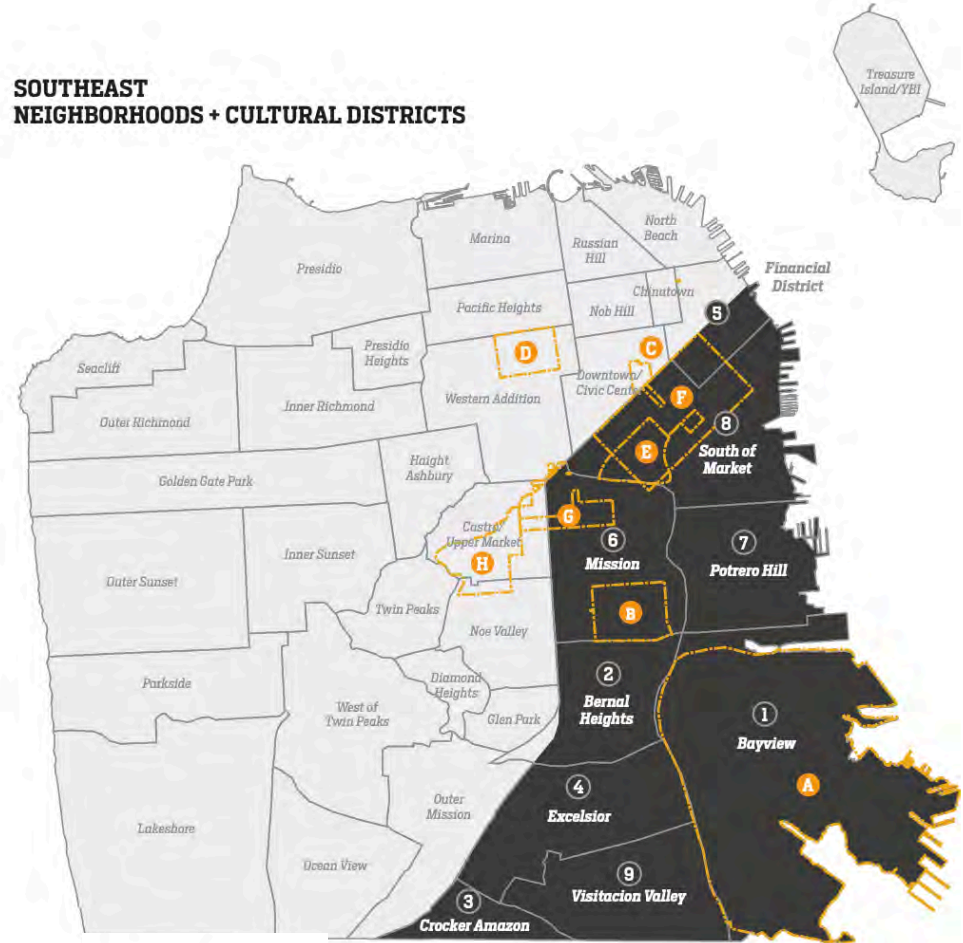 SOUTHEAST
NEIGHBORHOODS + CULTURAL DISTRICTS
Treasure
Island/YBI
North
Beach
Marina
Russian
Hill
Presidio
Financial
District
Chinatown
Pacific Heights
Nob Hill
5
Presidio
Heights
D
C
Seacliff
Downtown/
Civic Center
Western Addition
F
Inner Richmond
Outer Richmond
8
South of
Market
E
Haight
Ashbury
Golden Gate Park
G
Castro/
Upper Market
6
Mission
7
Potrero Hill
H
Inner Sunset
Outer Sunset
Twin Peaks
B
Noe Valley
2
Bernal
Heights
Diamond
Heights
Parkside
West of
Twin Peaks
Glen Park
1
Bayview
A
4
Excelsior
Outer
Mission
Lakeshore
Ocean View
9
Visitacion Valley
3
Crocker Amazon